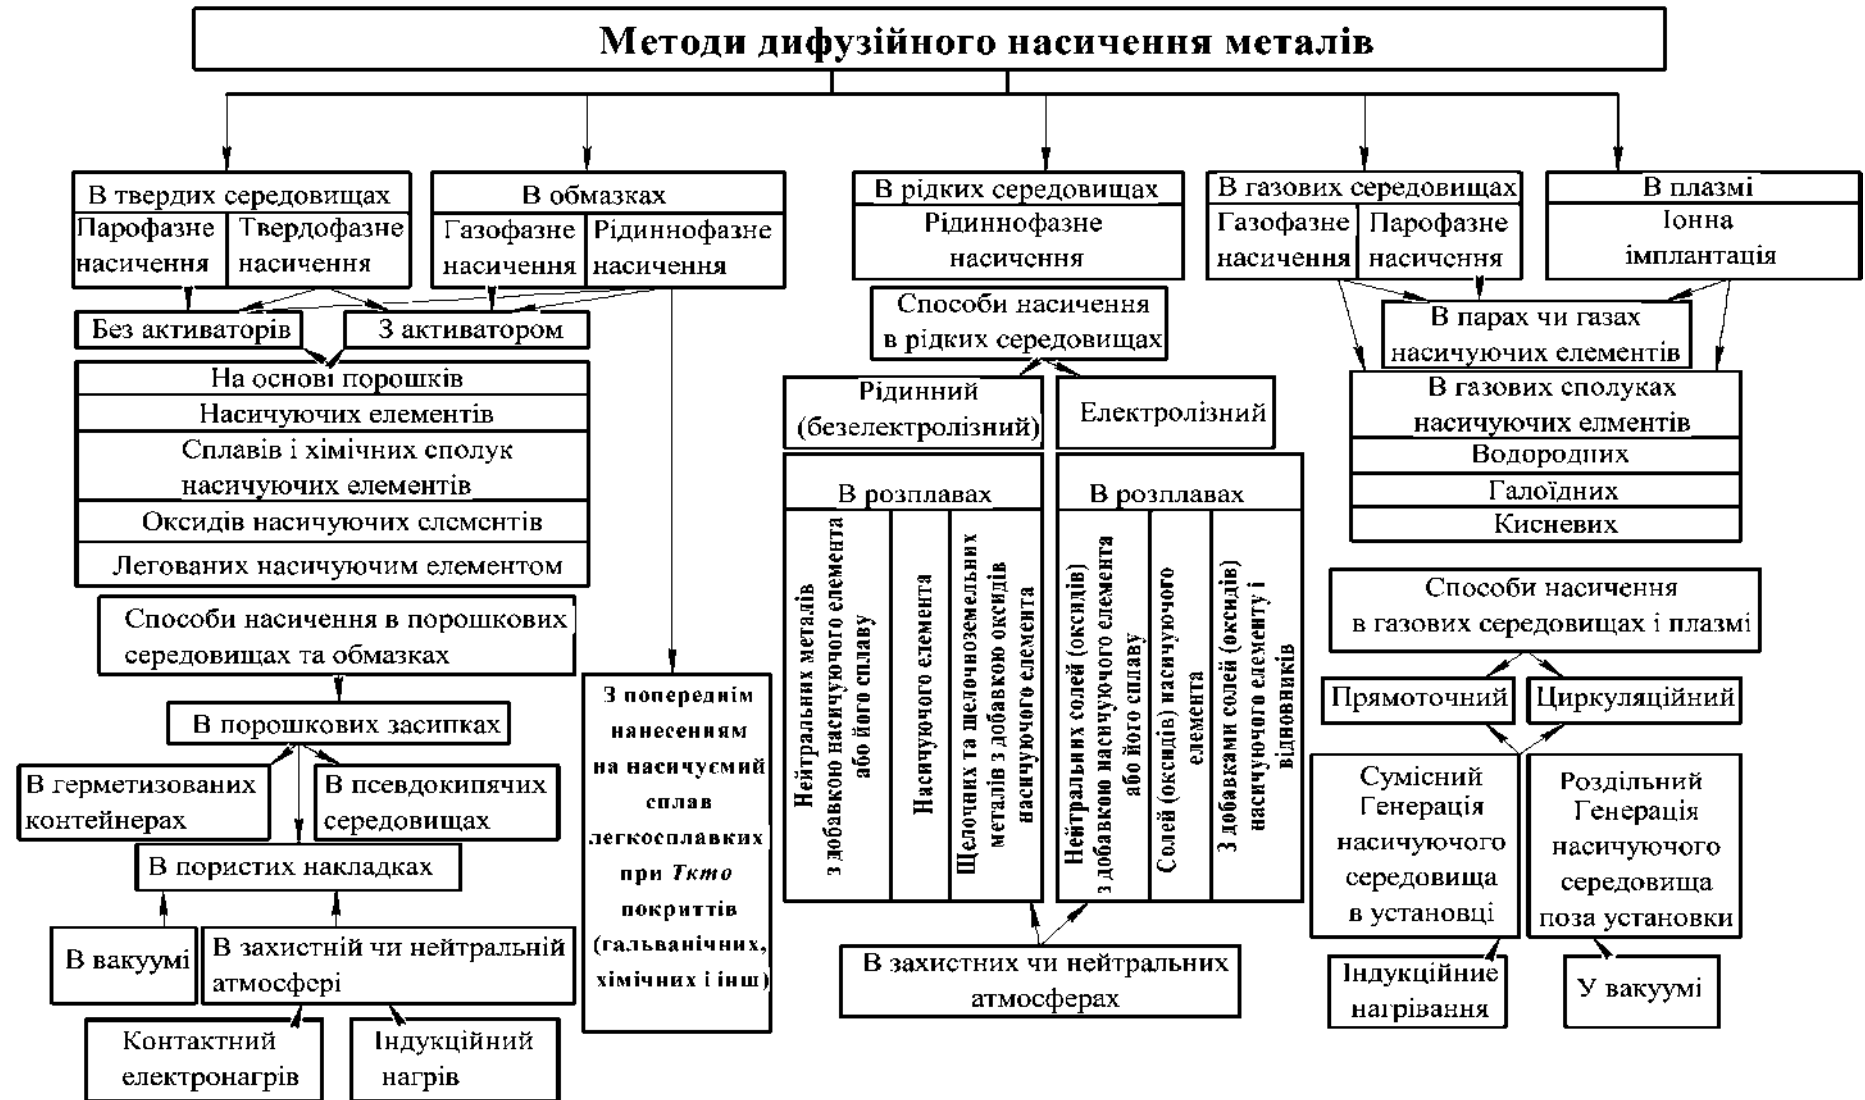 Методи дифузійного насичення металів
В твердих середовищах
Парофазне
насичення
Твердофазне
насичення
В обмазках
Газофазне
насичення
Рідиннофазне
насичення
В рідких середовищах
Рідиннофазне
насичення
В газових середовищах
Газофазне
насичення
Парофазне
насичення
В плазмі
Іонна
імплантація
Без активаторів
З активатором
На основі порошків
Насичуючих елементів
Сплавів і хімічних сполук
насичуючих елементів
Оксидів насичуючих елементів
Легованих насичуючим елементом
Способи насичення в порошкових
середовищах та обмазках
В порошкових засипках
В герметизованих
контейнерах
В псевдокипячих
середовищах
В пористих накладках
В вакуумі
В захистній чи нейтральній
атмосфері
Контактний
електронагрів
Індукційний
нагрів
З попереднім
нанесенням
на насичуємий
сплав
легкосплавких
при Ткто
покриттів
(гальванічних,
хімічних і інш)
Способи насичення
в рідких середовищах
Рідинний
(безелектролізний)
Електролізний
В розплавах
Нейтральних металів
з добавкою насичуючого елемента
або його сплаву
Насичуючого елемента
Щелочних та щелочноземельних
металів з добавкою оксидів
насичуючого елемента
В розплавах
Нейтральних солей (оксидів)
з добавкою насичуючого елемента
або його сплаву
Солей (оксидів) насичуючого
елемента
З добавками солей (оксидів)
насичуючого елементу і
відновників
В захистних чи нейтральних
атмосферах
В парах чи газах
насичуючих елементів
В газових сполуках
насичуючих елментів
Водородних
Галоїдних
Кисневих
Способи насичення
в газових середовищах і плазмі
Прямоточний
Циркуляційний
Сумісний
Генерація
насичуючого
середовища
в установці
Роздільний
Генерація
насичуючого
середовища
поза установки
Індукційние
нагрівання
У вакуумі